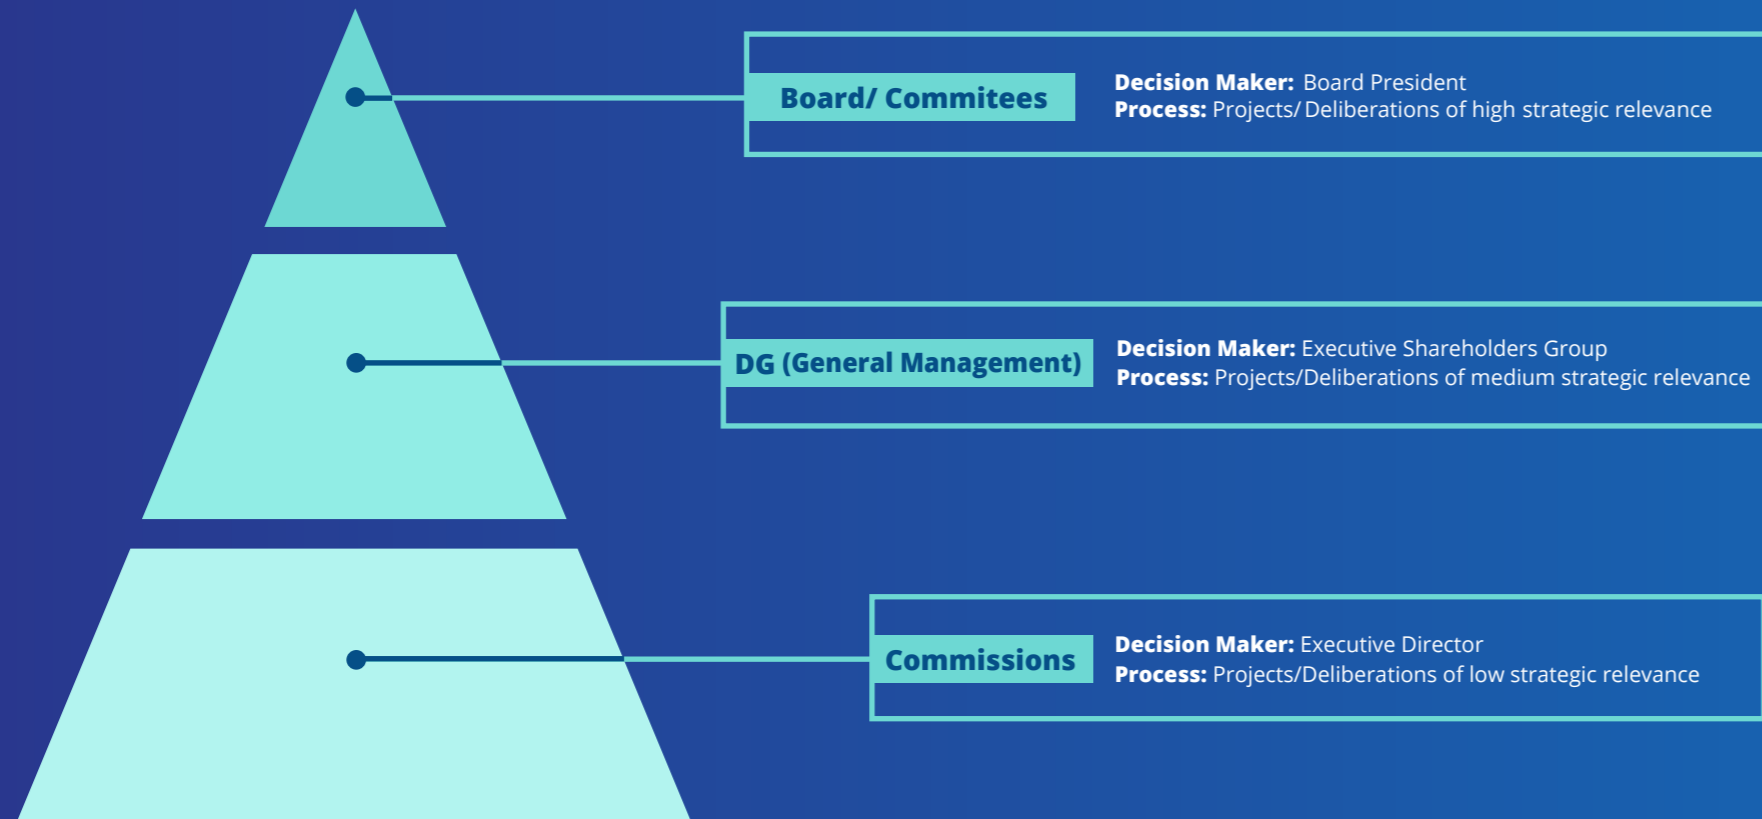 Board/ Commitees
Decision Maker: Board President
Process: Projects/Deliberations of high strategic relevance
DG (General Management)
Decision Maker: Executive Shareholders Group
Process: Projects/Deliberations of medium strategic relevance
Commissions
Decision Maker: Executive Director
Process: Projects/Deliberations of low strategic relevance